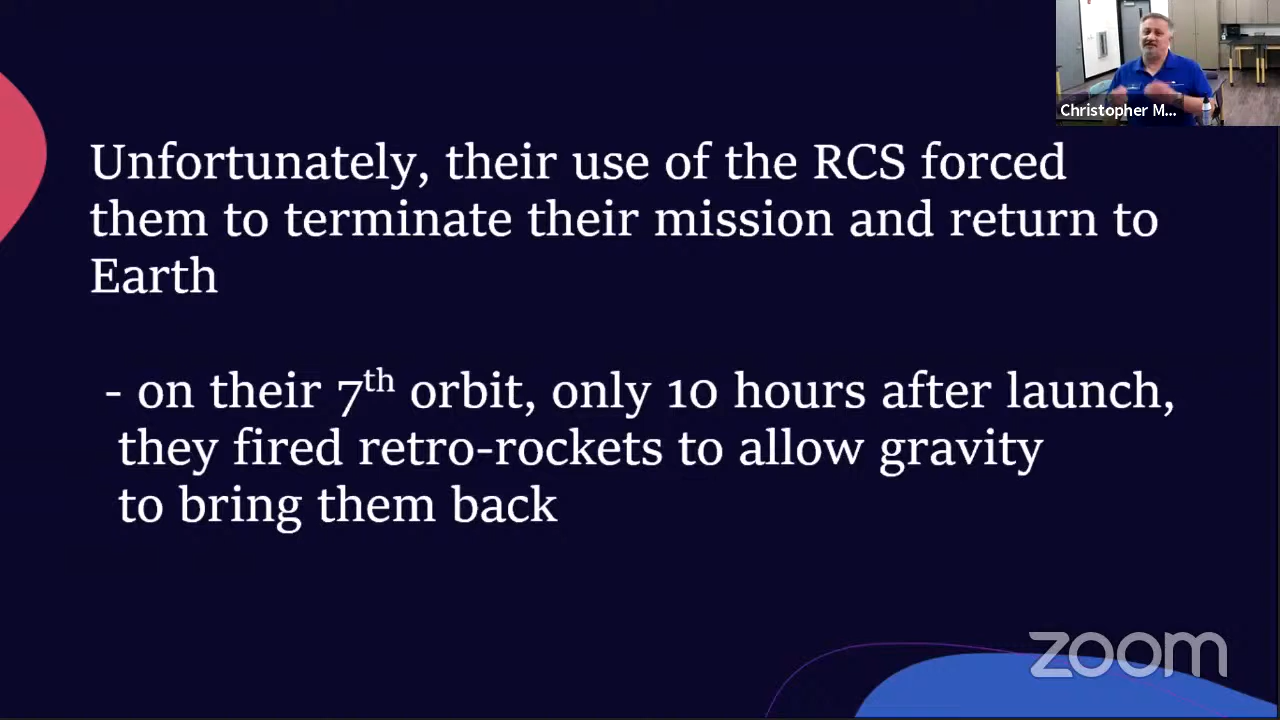 Christopher M...
Unfortunately, their use of the RCS forced
them to terminate their mission and return to
Earth
- on their 7th orbit, only 10 hours after launch,
they fired retro-rockets to allow gravity
to bring them back
zoom